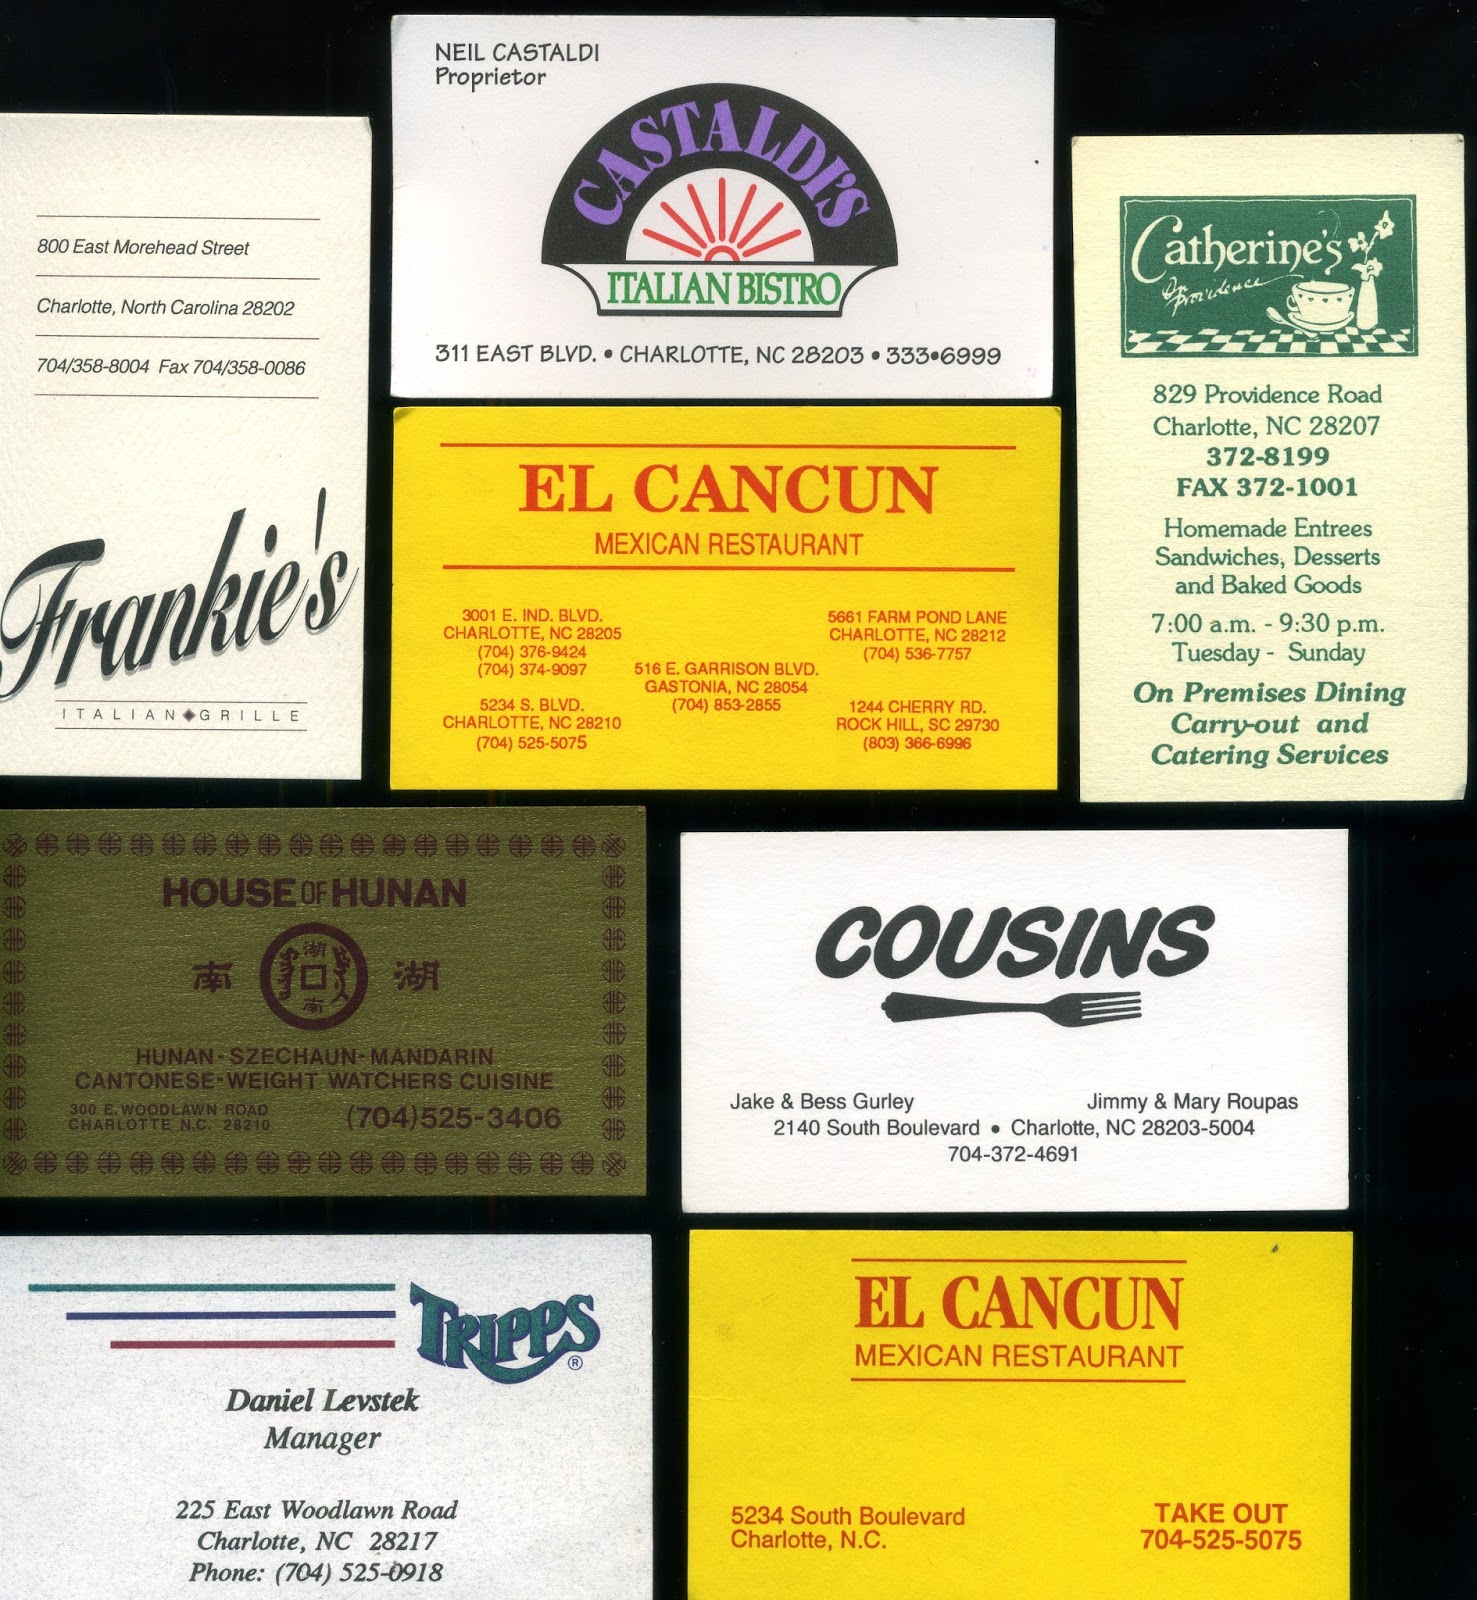 800 East Morehead Street
Charlotte, North Carolina 28202
704/358-8004 Fax 704/358-0086
Frankie's
ITALIAN◆GRILLE
NEIL CASTALDI
Proprietor
CASTALDI'S
ITALIAN BISTRO
311 EAST BLVD. • CHARLOTTE, NC 28203 • 333•6999
EL CANCUN
MEXICAN RESTAURANT
3001 E. IND. BLVD.
CHARLOTTE, NC 28205
(704) 376-9424
(704) 374-9097
5234 S. BLVD.
CHARLOTTE, NC 28210
(704) 525-5075
516 E. GARRISON BLVD.
GASTONIA, NC 28054
(704) 853-2855
5661 FARM POND LANE
CHARLOTTE, NC 28212
(704) 536-7757
1244 CHERRY RD.
ROCK HILL, SC 29730
(803) 366-6996
Catherine's
On Providence
829 Providence Road
Charlotte, NC 28207
372-8199
FAX 372-1001
Homemade Entrees
Sandwiches, Desserts
and Baked Goods
7:00 a.m. - 9:30 p.m.
Tuesday - Sunday
On Premises Dining
Carry-out and
Catering Services
HOUSE OF HUNAN
湖
南 湖
南
HUNAN-SZECHAUN-MANDARIN
CANTONESE-WEIGHT WATCHERS CUISINE
300 E. WOODLAWN ROAD
CHARLOTTE N.C. 28210
(704)525-3406
COUSINS
Jake & Bess Gurley Jimmy & Mary Roupas
2140 South Boulevard • Charlotte, NC 28203-5004
704-372-4691
TRIPPS®
Daniel Levstek
Manager
225 East Woodlawn Road
Charlotte, NC 28217
Phone: (704) 525-0918
EL CANCUN
MEXICAN RESTAURANT
5234 South Boulevard
Charlotte, N.C.
TAKE OUT
704-525-5075